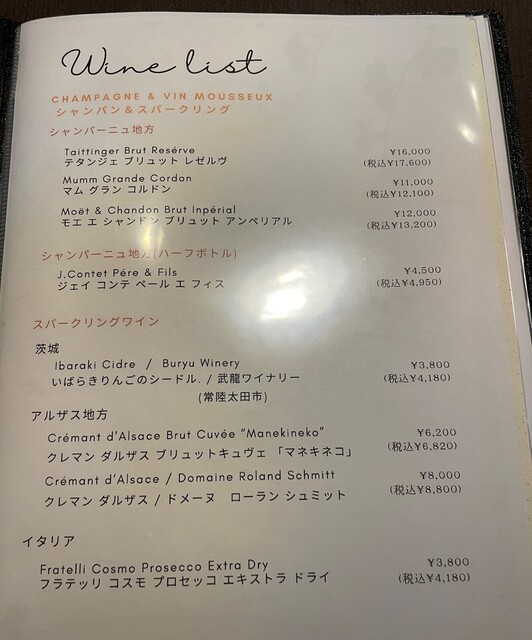 Wine list
CHAMPAGNE & VIN MOUSSEUX
シャンパン＆スパークリング
シャンパーニュ地方
Taittinger Brut Resérve ¥16,000
テタンジェ ブリュット レゼルヴ (税込¥17,600)
Mumm Grande Cordon ¥11,000
マム グラン コルドン (税込¥12,100)
Moët & Chandon Brut Inpérial ¥12,000
モエ エ シャンドン ブリュット アンペリアル (税込¥13,200)
シャンパーニュ地方(ハーフボトル)
J.Contet Pére & Fils ¥4,500
ジェイ コンテ ペール エ フィス (税込¥4,950)
スパークリングワイン
茨城
Ibaraki Cidre / Buryu Winery ¥3,800
いばらきりんごのシードル. / 武龍ワイナリー (税込¥4,180)
(常陸太田市)
アルザス地方
Crémant d'Alsace Brut Cuvée “Manekineko” ¥6,200
クレマン ダルザス ブリュットキュヴェ 「マネキネコ」 (税込¥6,820)
Crémant d'Alsace / Domaine Roland Schmitt ¥8,000
クレマン ダルザス / ドメーヌ ローラン シュミット (税込¥8,800)
イタリア
Fratelli Cosmo Prosecco Extra Dry ¥3,800
フラテッリ コスモ プロセッコ エキストラ ドライ (税込¥4,180)